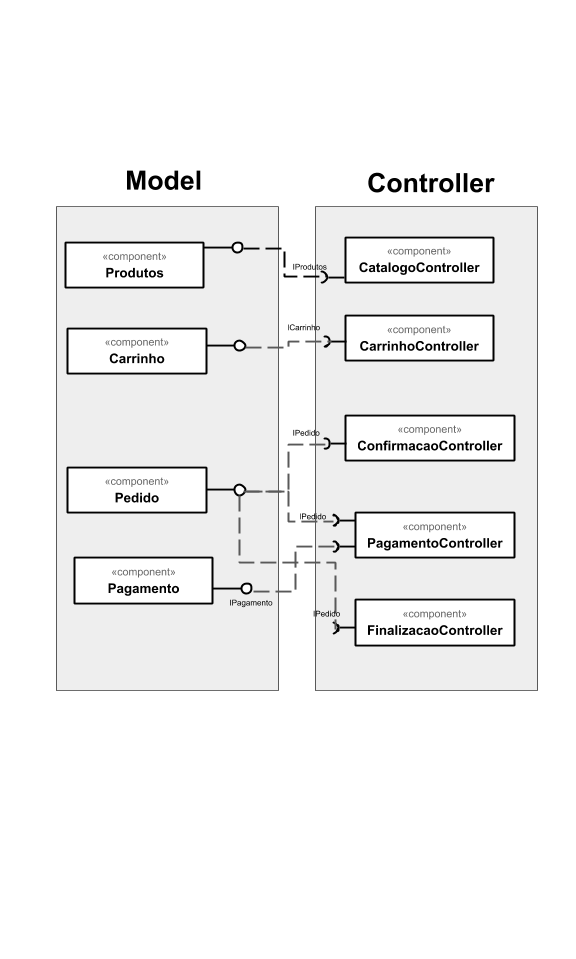 Model
«component»
Produtos
«component»
Carrinho
«component»
Pedido
«component»
Pagamento
IProdutos
ICarrinho
IPedido
IPedido
IPagamento
IPedido
Controller
«component»
CatalogoController
«component»
CarrinhoController
«component»
ConfirmacaoController
«component»
PagamentoController
«component»
FinalizacaoController